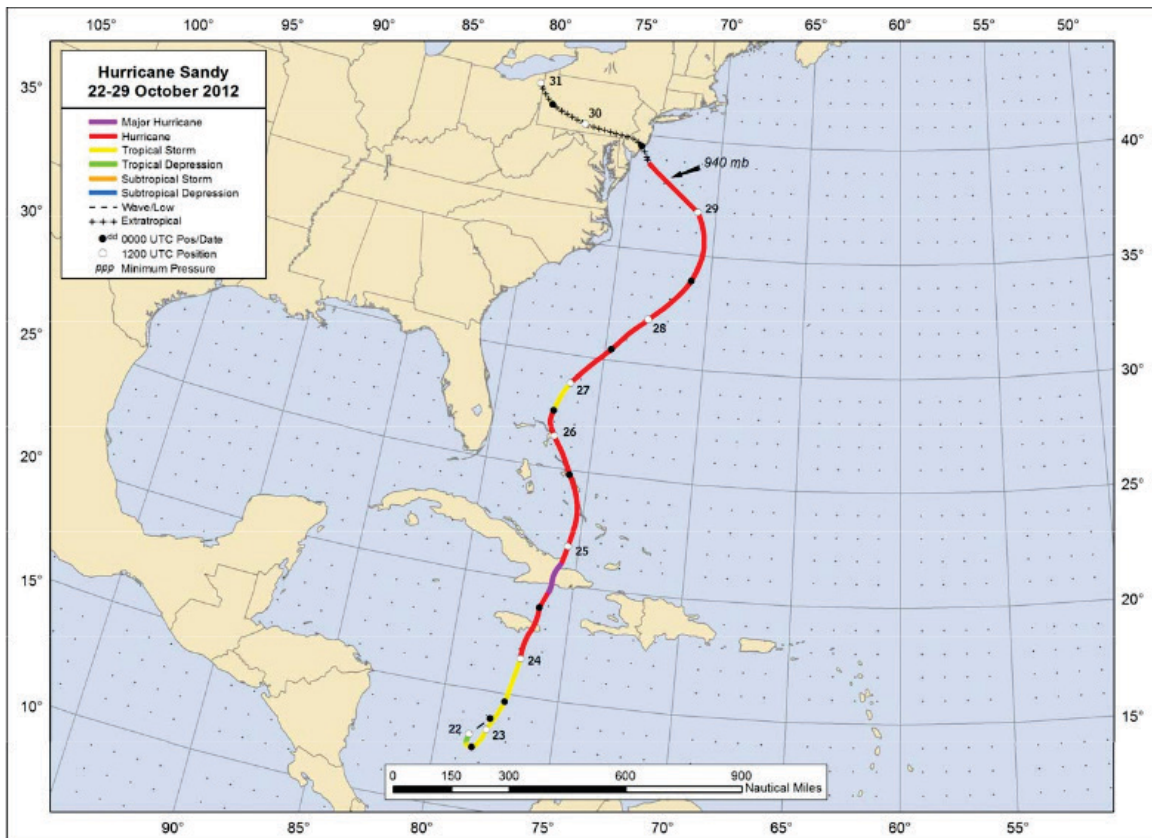 105° 100° 95° 90° 85° 80° 75° 70° 65° 60° 55° 50°
Hurricane Sandy
22-29 October 2012
Major Hurricane
Hurricane
Tropical Storm
Tropical Depression
Subtropical Storm
Subtropical Depression
Wave/Low
Extratropical
dd 0000 UTC Pos/Date
1200 UTC Position
ppp Minimum Pressure
35°
30°
25°
20°
15°
10°
31
30
940 mb
29
28
27
26
25
24
22
23
40°
35°
30°
25°
20°
15°
0 150 300 600 900
Nautical Miles
90° 85° 80° 75° 70° 65° 60° 55°